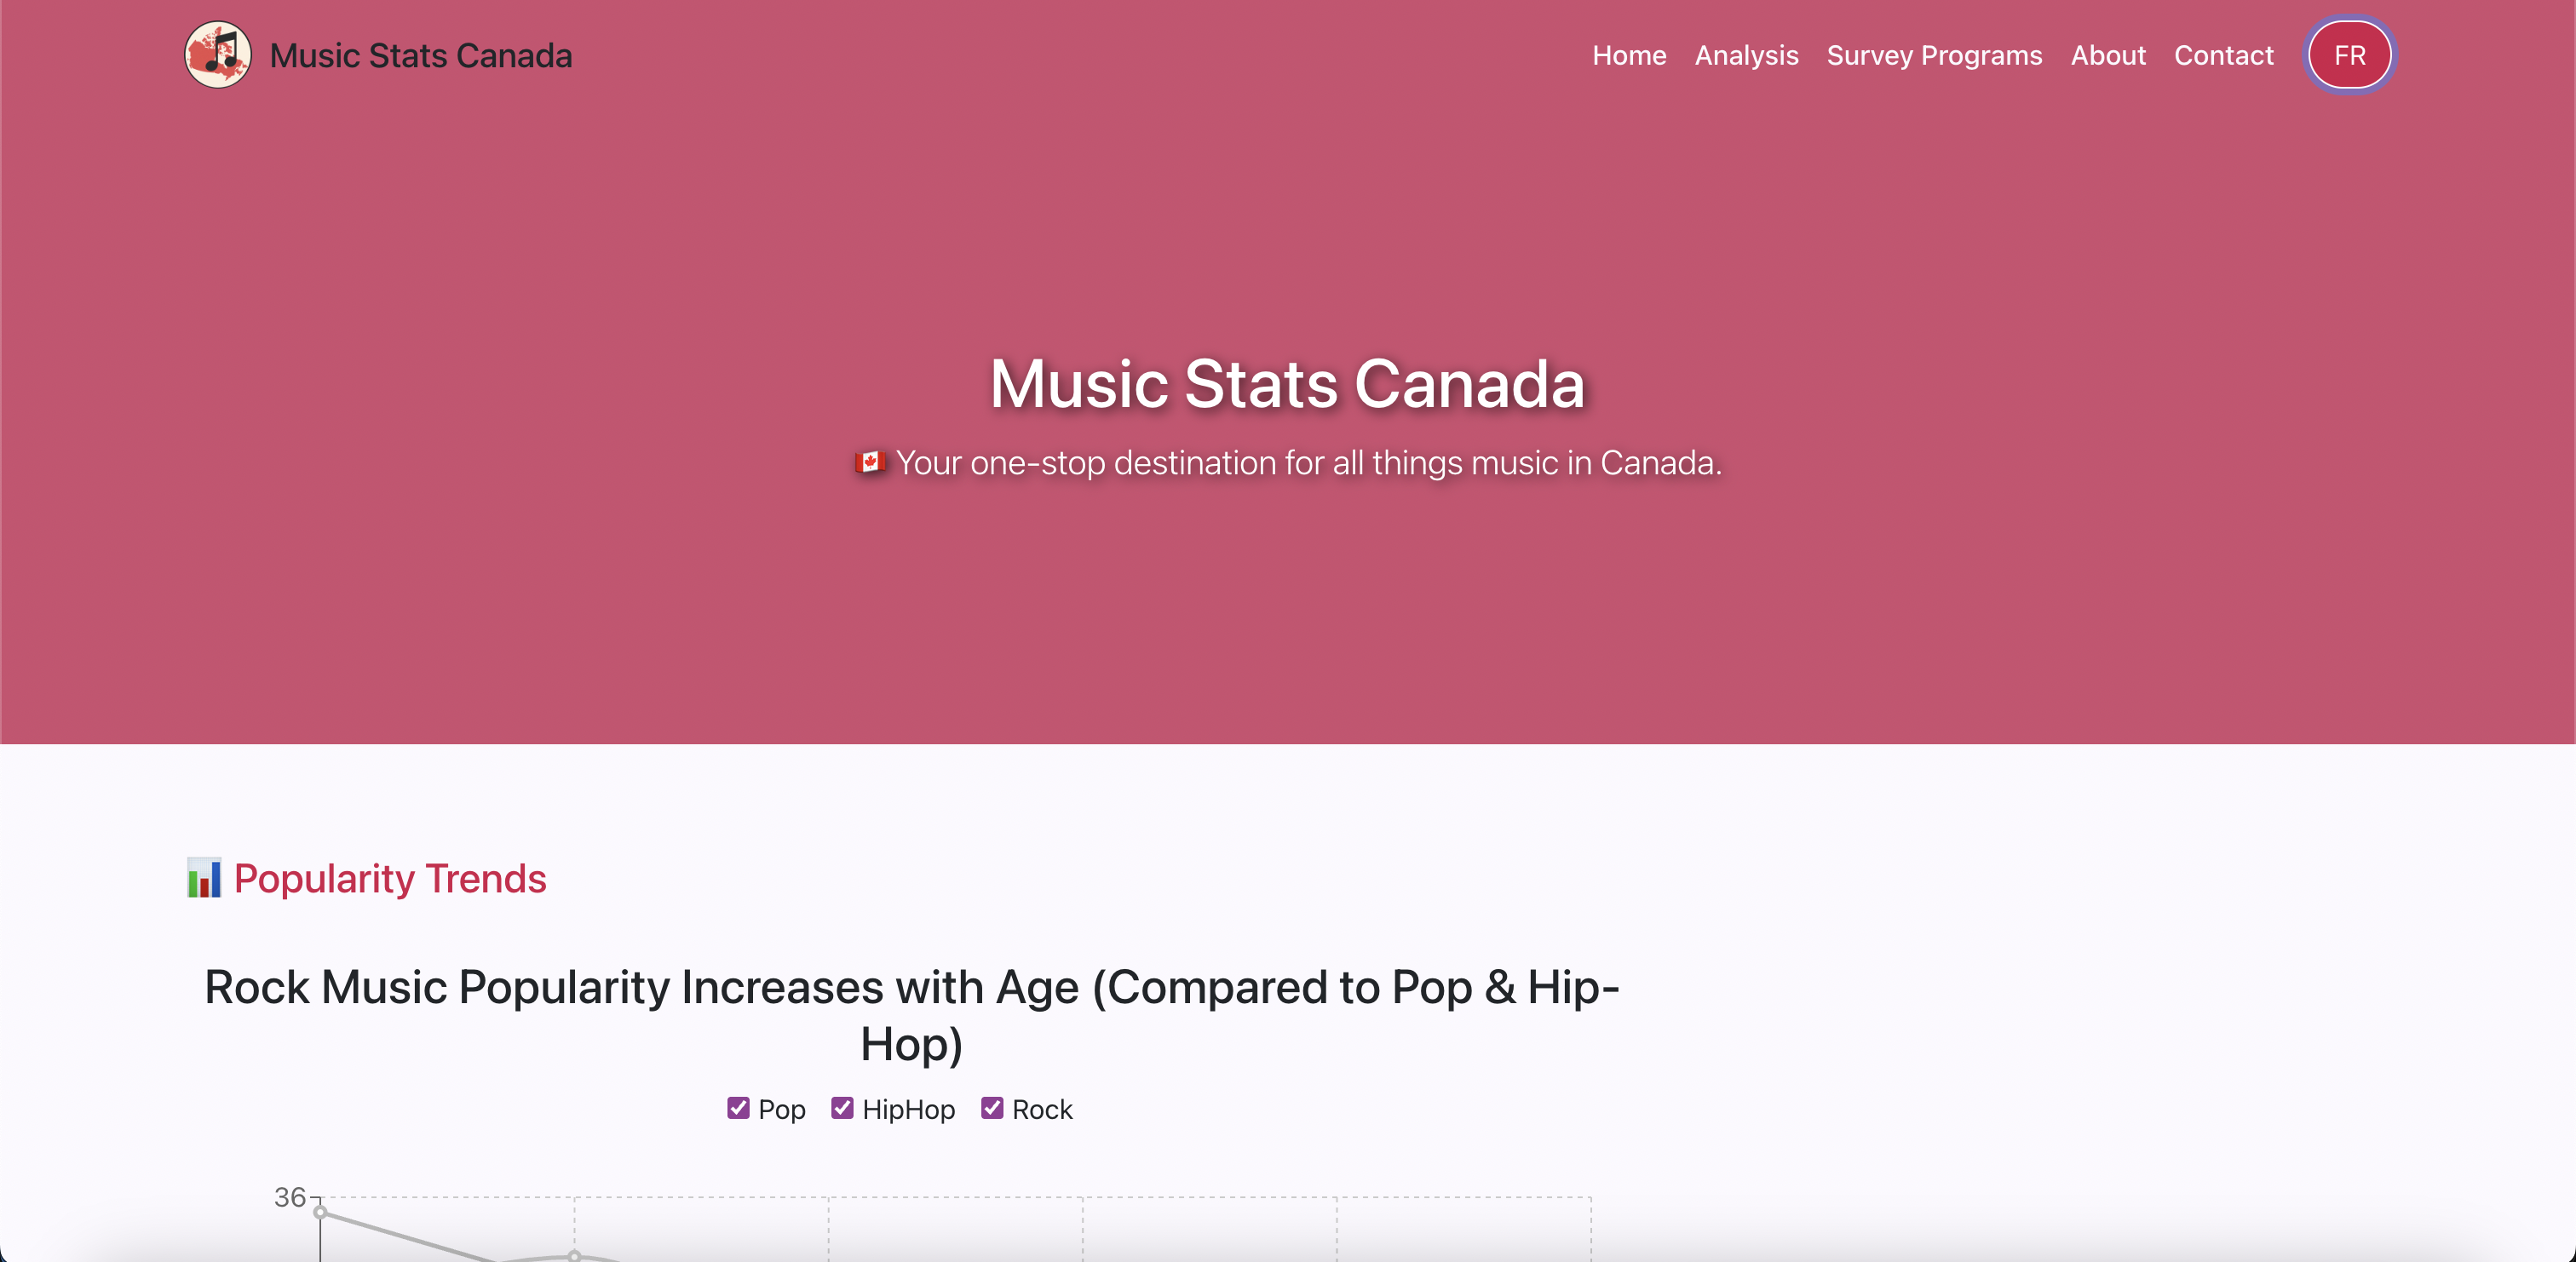 Music Stats Canada
Home Analysis Survey Programs About Contact FR
Music Stats Canada
Your one-stop destination for all things music in Canada.
Popularity Trends
Rock Music Popularity Increases with Age (Compared to Pop & Hip-
Hop)
Pop HipHop Rock
36